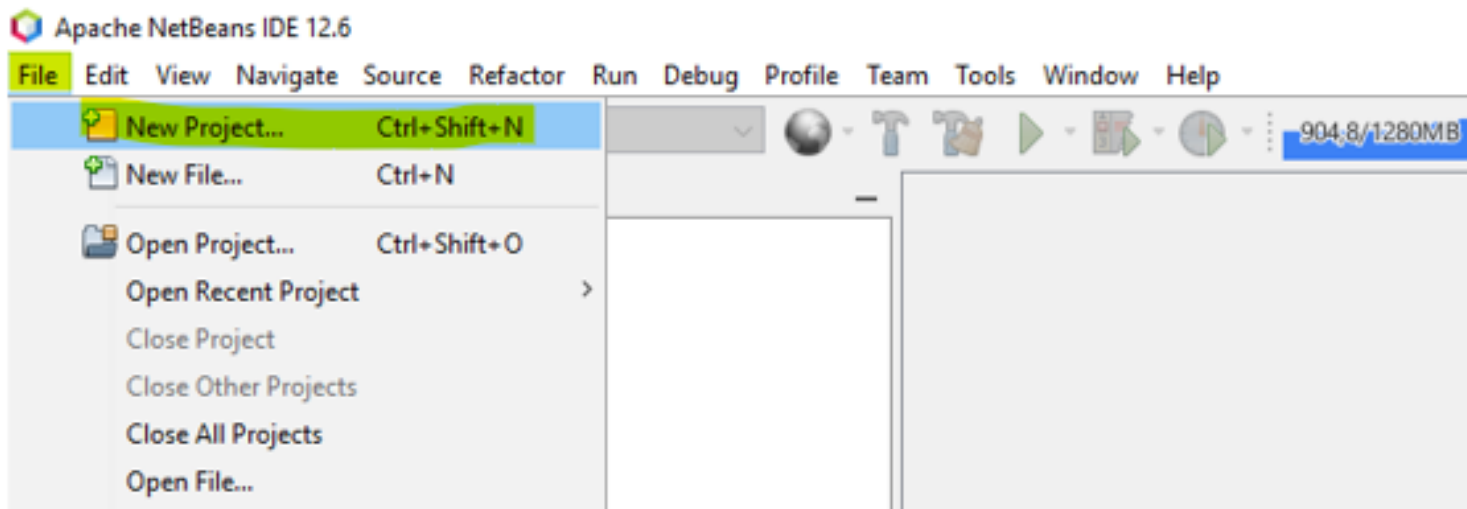 Apache NetBeans IDE 12.6
File Edit View Navigate Source Refactor Run Debug Profile Team Tools Window Help
New Project... Ctrl+Shift+N
904,8/1280MB
New File... Ctrl+N
Open Project... Ctrl+Shift+O
Open Recent Project
Close Project
Close Other Projects
Close All Projects
Open File...